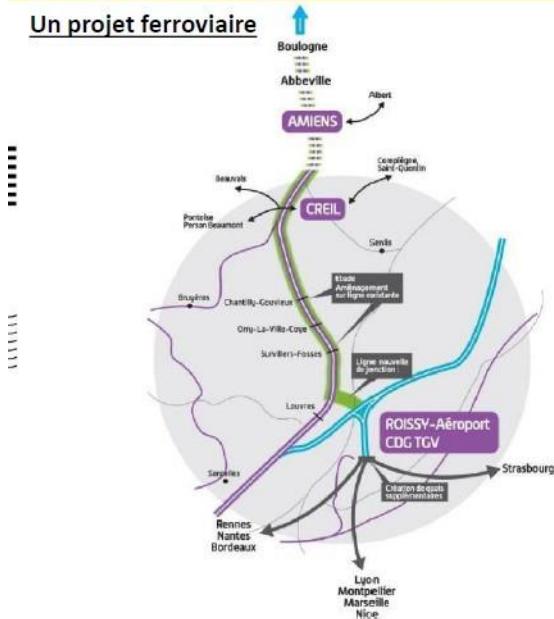 Un projet ferroviaire
Boulogne
Abbeville
AMIENS
Albert
Compiègne,
Saint-Quentin
Beauvais
CREIL
Pontoise
Persan Beaumont
Senlis
Etude
Aménagement
sur ligne existante
Bruyères
Chantilly-Gouvieux
Orry-La-Ville-Coye
Survilliers-Fosses
Ligne nouvelle
de jonction :
Louvres
ROISSY-Aéroport
CDG TGV
Strasbourg
Sarcelles
Création de quais
supplémentaires
Rennes
Nantes
Bordeaux
Lyon
Montpellier
Marseille
Nice